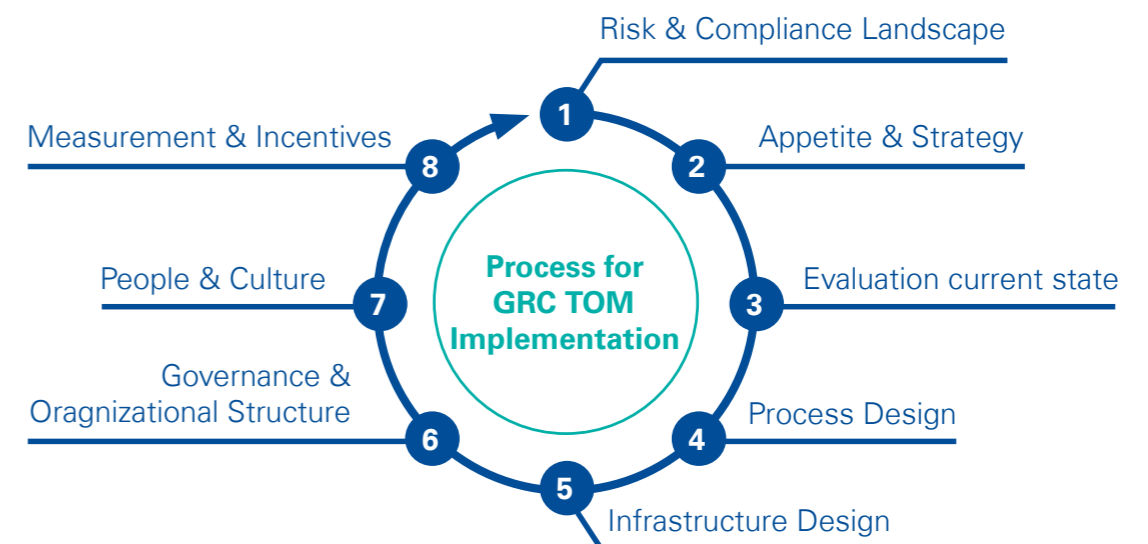 1
Risk & Compliance Landscape
2
Appetite & Strategy
3
Evaluation current state
4
Process Design
5
Infrastructure Design
6
Governance &
Oragnizational Structure
7
People & Culture
8
Measurement & Incentives
Process for
GRC TOM
Implementation